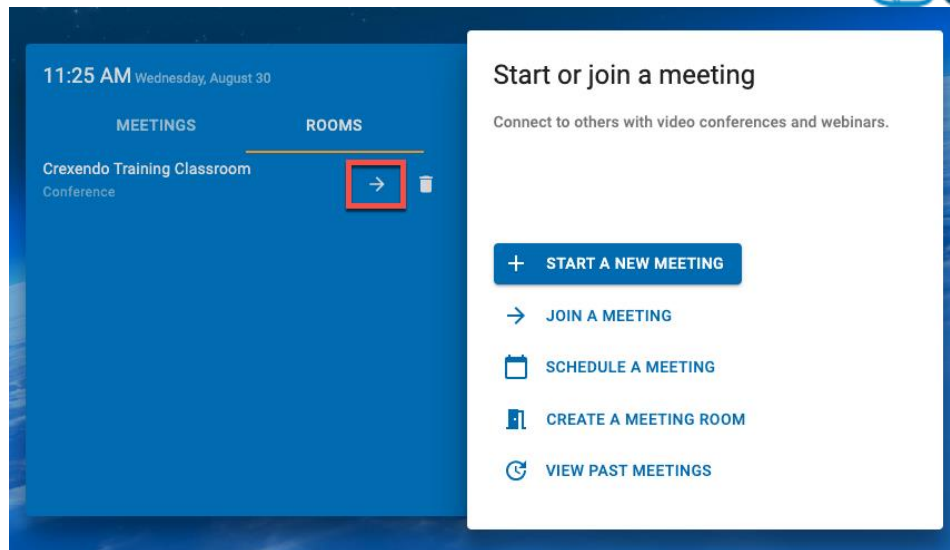 11:25 AM Wednesday, August 30
MEETINGS ROOMS
Crexendo Training Classroom
Conference
Start or join a meeting
Connect to others with video conferences and webinars.
START A NEW MEETING
JOIN A MEETING
SCHEDULE A MEETING
CREATE A MEETING ROOM
VIEW PAST MEETINGS